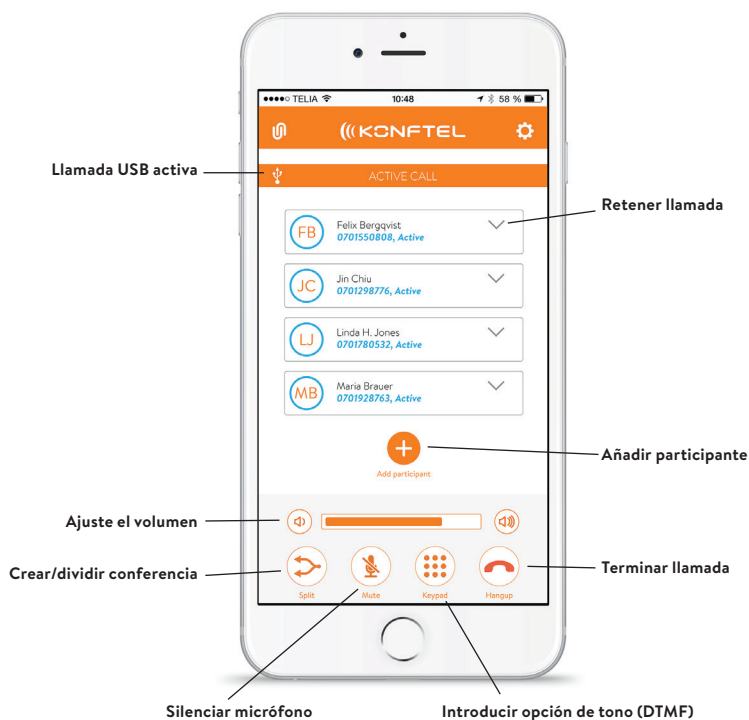 TELIA
10:48
58 %
KONFTEL
Llamada USB activa
ACTIVE CALL
Retener llamada
FB
Felix Bergqvist
0701550808, Active
JC
Jin Chiu
0701298776, Active
LJ
Linda H. Jones
0701780532, Active
MB
Maria Brauer
0701928763, Active
Añadir participante
Add participant
Ajuste el volumen
Crear/dividir conferencia
Terminar llamada
Split
Mute
Keypad
Hangup
Silenciar micrófono
Introducir opción de tono (DTMF)